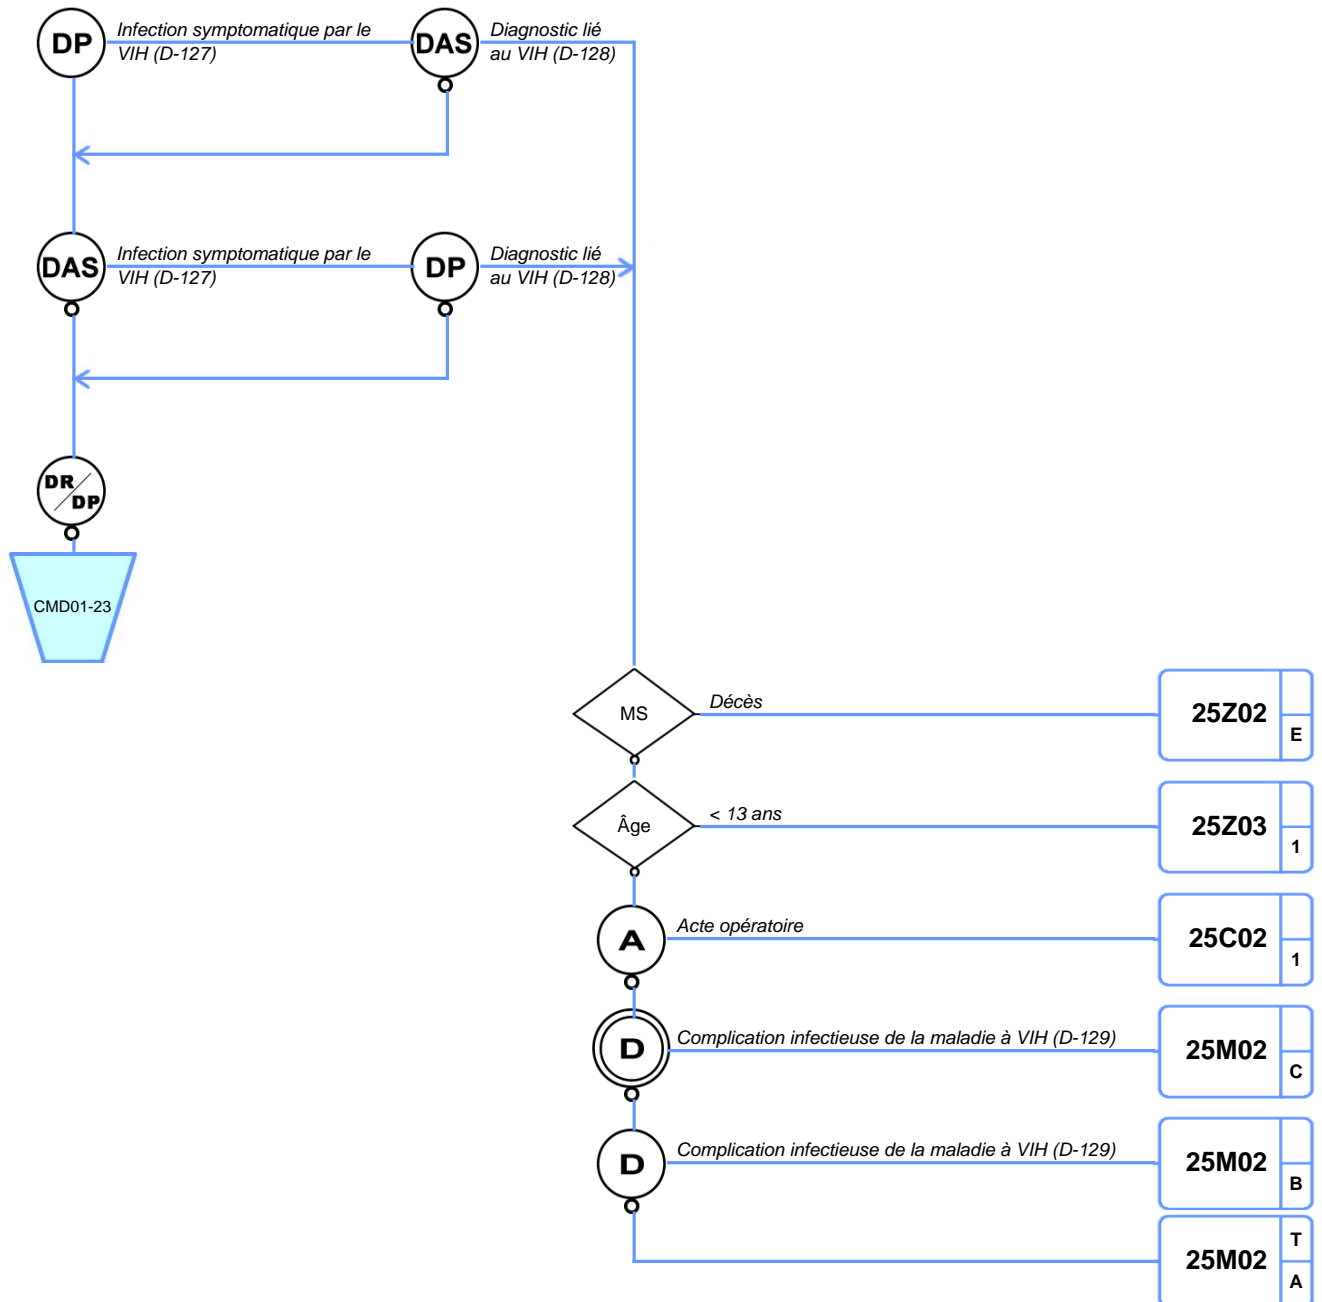 DP
Infection symptomatique par le
VIH (D-127)
DAS
Diagnostic lié
au VIH (D-128)
DAS
Infection symptomatique par le
VIH (D-127)
DP
Diagnostic lié
au VIH (D-128)
DR
DP
CMD01-23
MS
Décès
25Z02
E
Âge
< 13 ans
25Z03
1
A
Acte opératoire
25C02
1
D
Complication infectieuse de la maladie à VIH (D-129)
25M02
C
D
Complication infectieuse de la maladie à VIH (D-129)
25M02
B
25M02
T
A